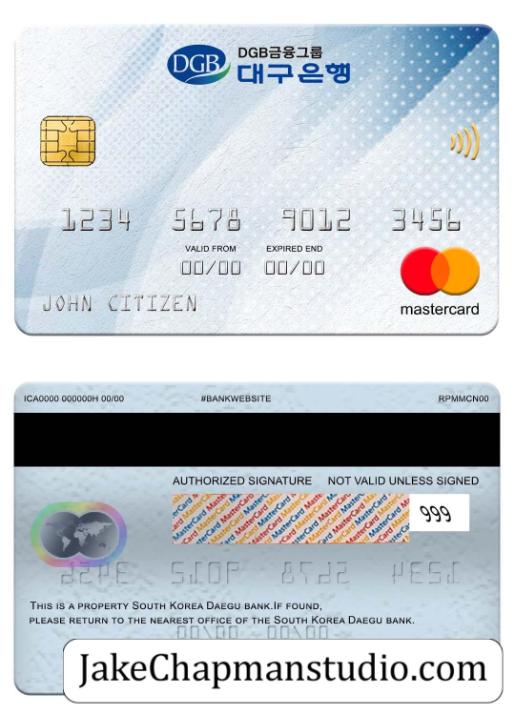 DGB
DGB금융그룹
대구은행
1234 5678 9012 3456
VALID FROM EXPIRED END
00/00 00/00
JOHN CITIZEN
mastercard
ICA0000 000000H 00/00 #BANKWEBSITE RPMMCN00
AUTHORIZED SIGNATURE NOT VALID UNLESS SIGNED
MasterCard MasterCard MasterCard
999
THIS IS A PROPERTY SOUTH KOREA DAEGU BANK.IF FOUND,
PLEASE RETURN TO THE NEAREST OFFICE OF THE SOUTH KOREA DAEGU BANK.
JakeChapmanstudio.com